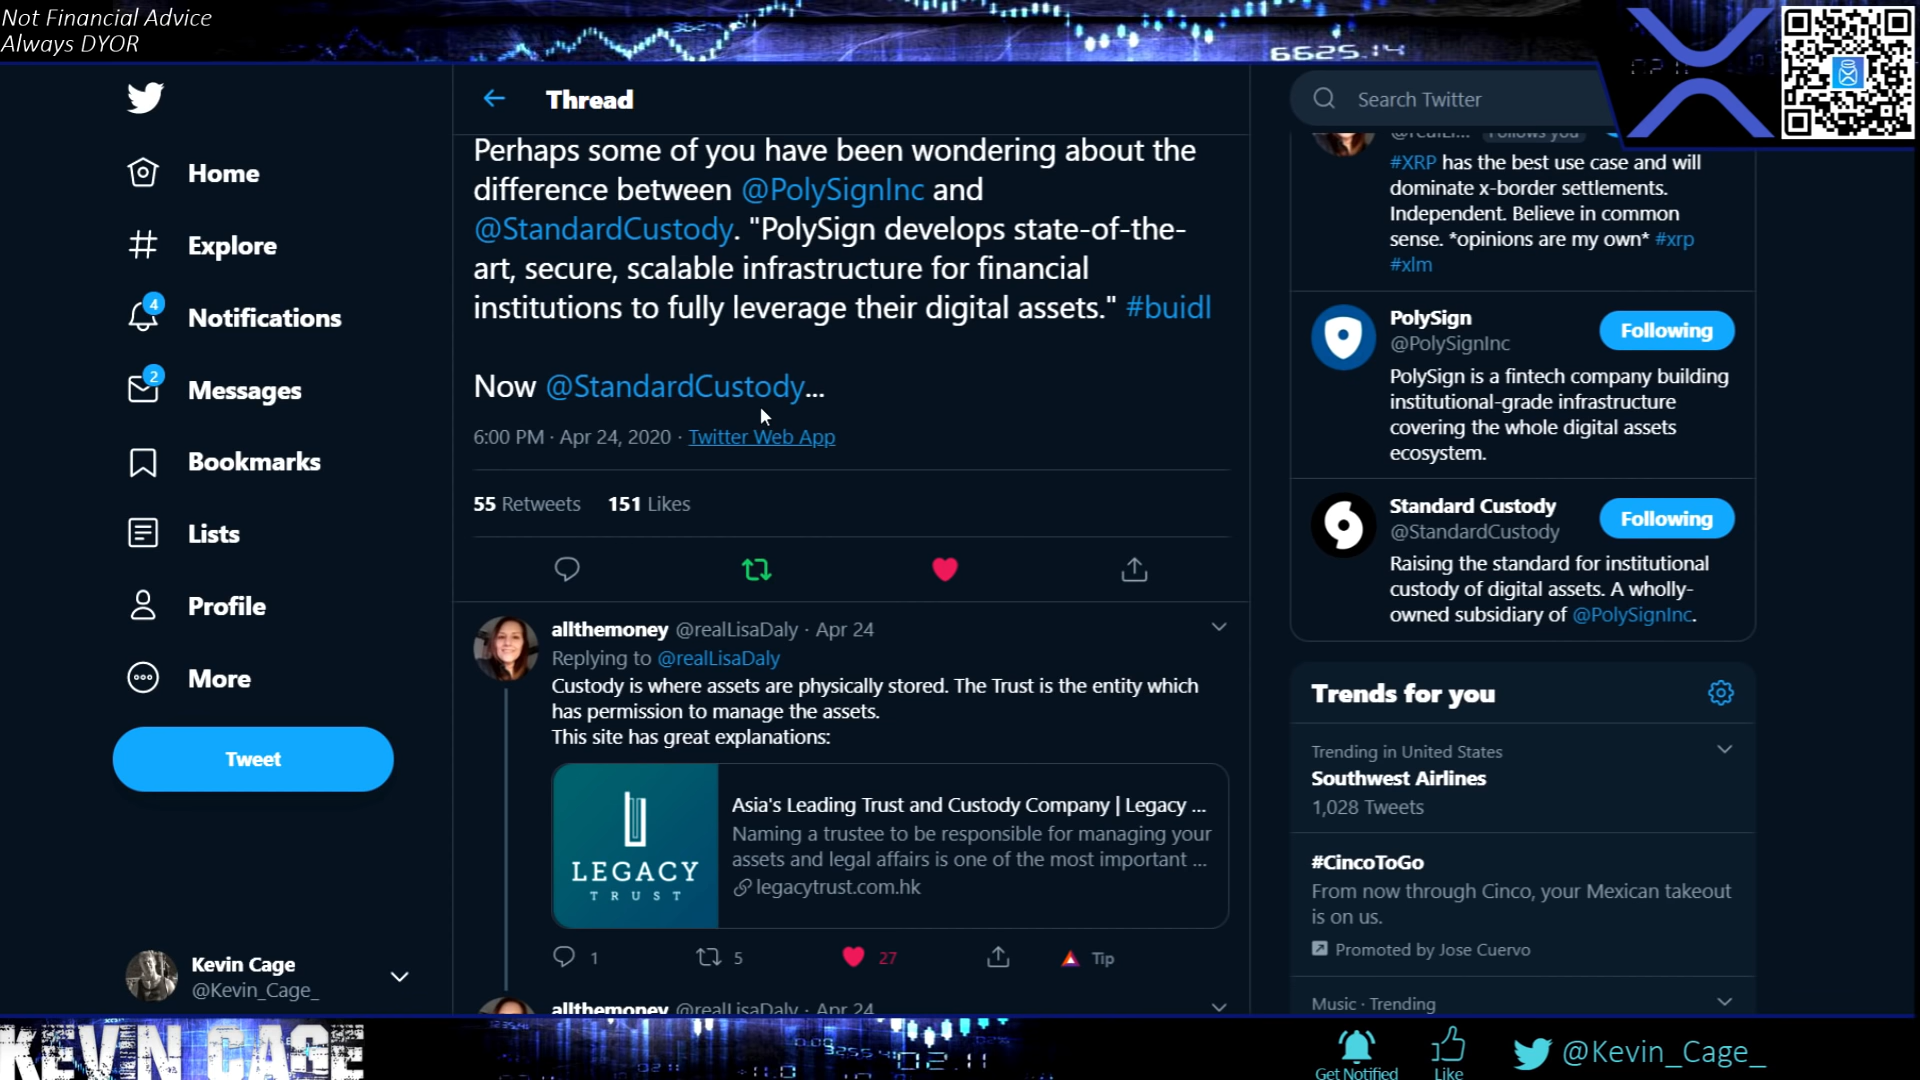 Not Financial Advice
Always DYOR
6625.14
Home
Explore
4
Notifications
2
Messages
Bookmarks
Lists
Profile
More
Tweet
Kevin Cage
@Kevin_Cage_
Thread
Perhaps some of you have been wondering about the
difference between @PolySignInc and
@StandardCustody. "PolySign develops state-of-the-
art, secure, scalable infrastructure for financial
institutions to fully leverage their digital assets." #buidl
Now @StandardCustody...
6:00 PM · Apr 24, 2020 · Twitter Web App
55 Retweets 151 Likes
allthemoney @realLisaDaly · Apr 24
Replying to @realLisaDaly
Custody is where assets are physically stored. The Trust is the entity which
has permission to manage the assets.
This site has great explanations:
LEGACY
TRUST
Asia's Leading Trust and Custody Company | Legacy ...
Naming a trustee to be responsible for managing your
assets and legal affairs is one of the most important ...
legacytrust.com.hk
1 5 27 Tip
allthemoney @realLisaDaly · Apr 24
Search Twitter
@realLi... Follows you
#XRP has the best use case and will
dominate x-border settlements.
Independent. Believe in common
sense. *opinions are my own* #xrp
#xlm
PolySign
@PolySignInc
Following
PolySign is a fintech company building
institutional-grade infrastructure
covering the whole digital assets
ecosystem.
Standard Custody
@StandardCustody
Following
Raising the standard for institutional
custody of digital assets. A wholly-
owned subsidiary of @PolySignInc.
Trends for you
Trending in United States
Southwest Airlines
1,028 Tweets
#CincoToGo
From now through Cinco, your Mexican takeout
is on us.
Promoted by Jose Cuervo
Music · Trending
KEVIN CAGE
02.11
Get Notified
Like
@Kevin_Cage_